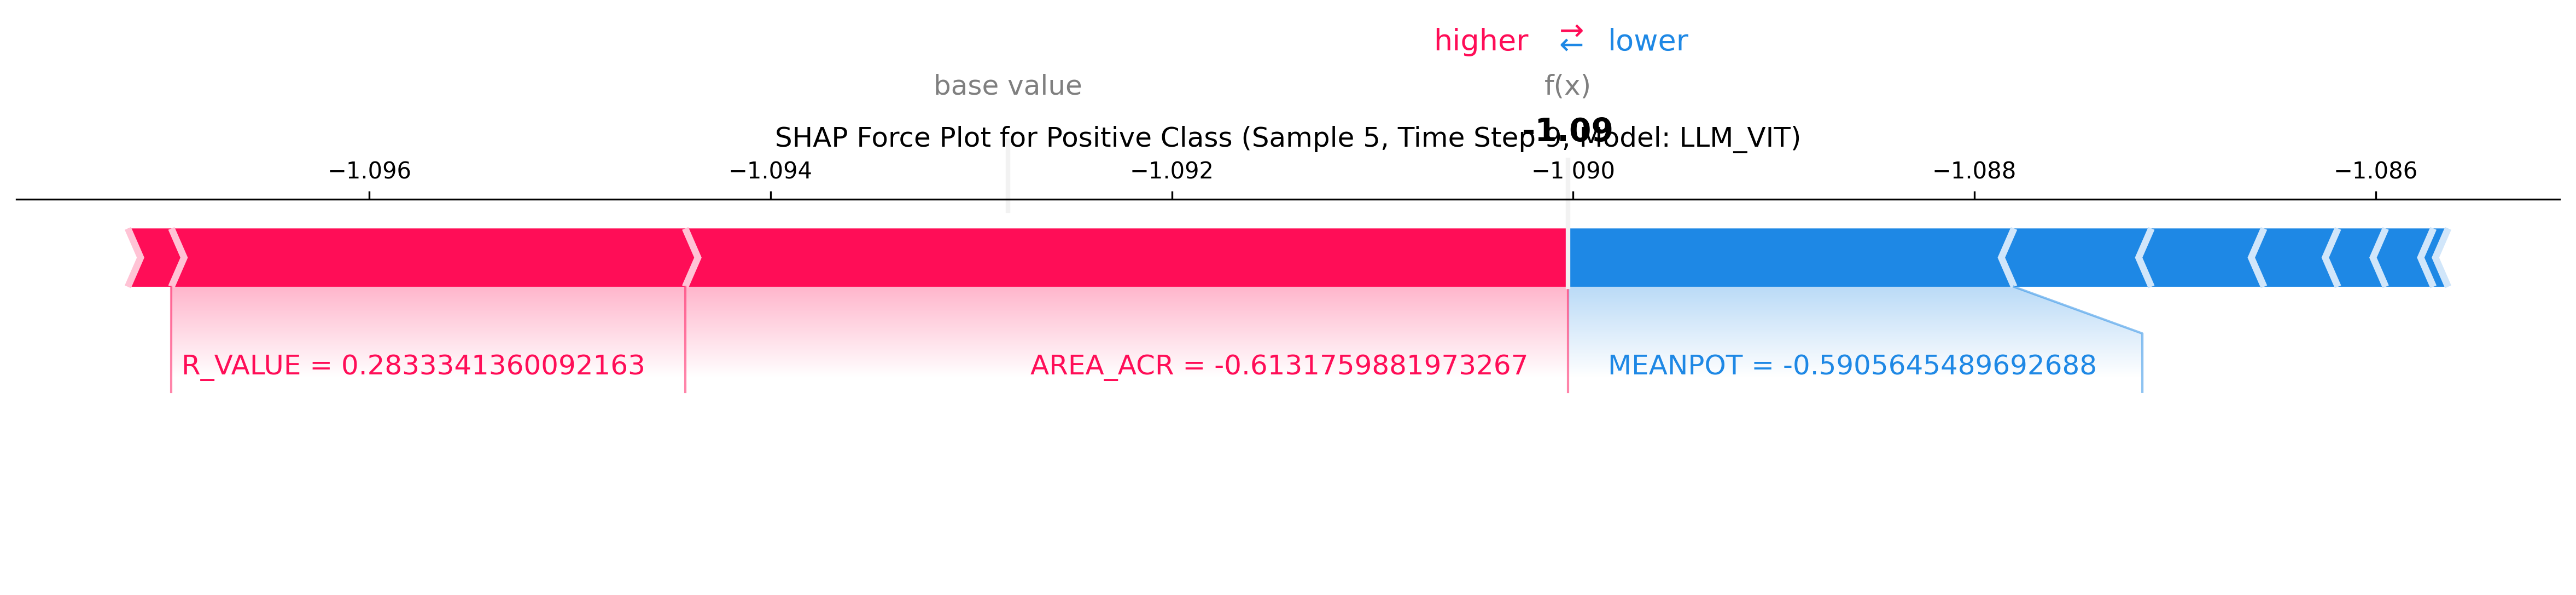 higher ⇄ lower
base value f(x)
SHAP Force Plot for Positive Class (Sample 5, Time Step 9, Model: LLM_VIT)
-1.09
−1.096 −1.094 −1.092 −1.090 −1.088 −1.086
R_VALUE = 0.2833341360092163 AREA_ACR = -0.6131759881973267 MEANPOT = -0.5905645489692688